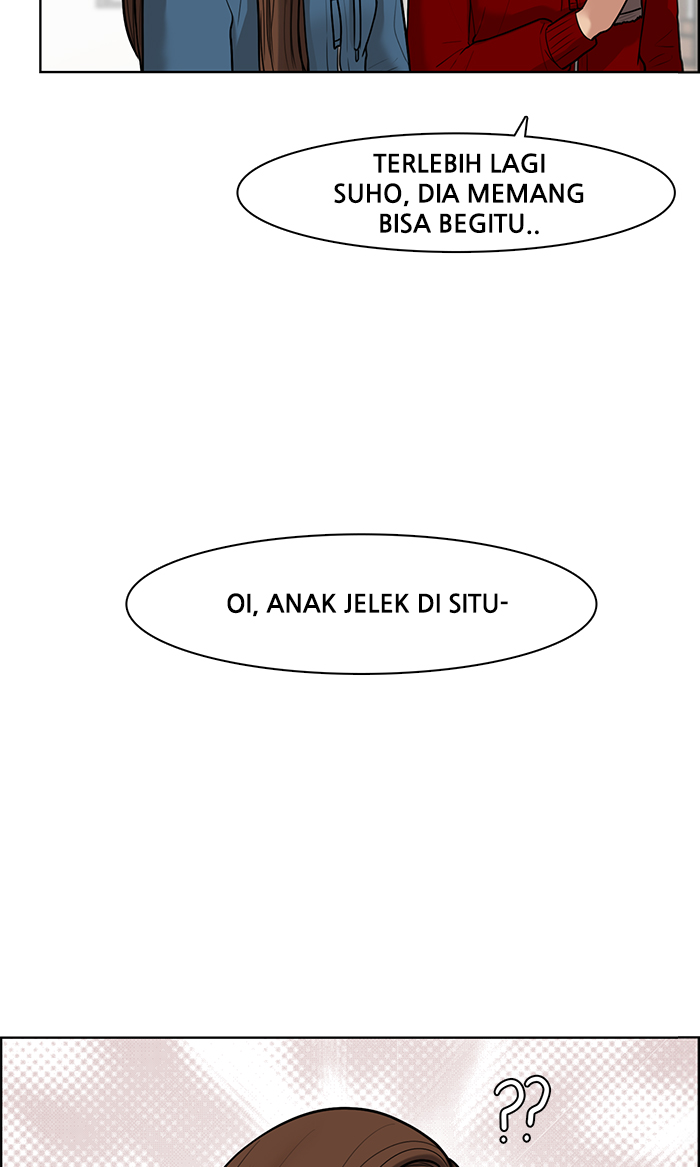 TERLEBIH LAGI
SUHO, DIA MEMANG
BISA BEGITU..
OI, ANAK JELEK DI SITU-
??